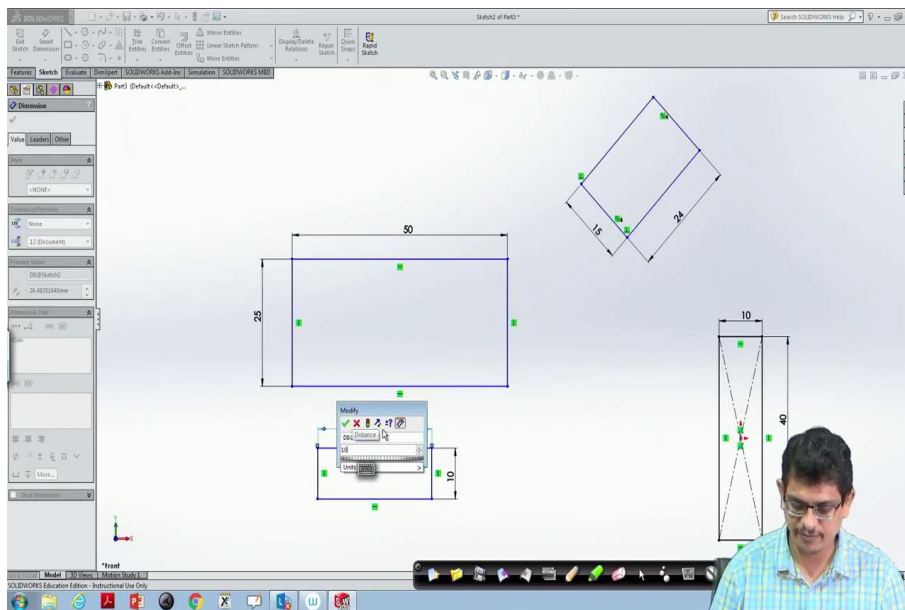 SOLIDWORKS
Sketch2 of Part3 *
Search SOLIDWORKS Help
Exit Sketch
Smart Dimension
Trim Entities
Convert Entities
Offset Entities
Mirror Entities
Linear Sketch Pattern
Move Entities
Display/Delete Relations
Repair Sketch
Quick Snaps
Rapid Sketch
Features Sketch Evaluate DimXpert SOLIDWORKS Add-Ins Simulation SOLIDWORKS MBD
Part3 (Default<<Default>_...
Dimension ?
Value Leaders Other
Style
<NONE>
Tolerance/Precision
None
.12 (Document)
Primary Value
D8@Sketch2
26.48351640mm
Dimension Text
More...
Dual Dimension
50
25
15
24
10
40
10
Modify
Distance
10
Units
Y
X
*Front
Model 3D Views Motion Study 1
SOLIDWORKS Education Edition - Instructional Use Only